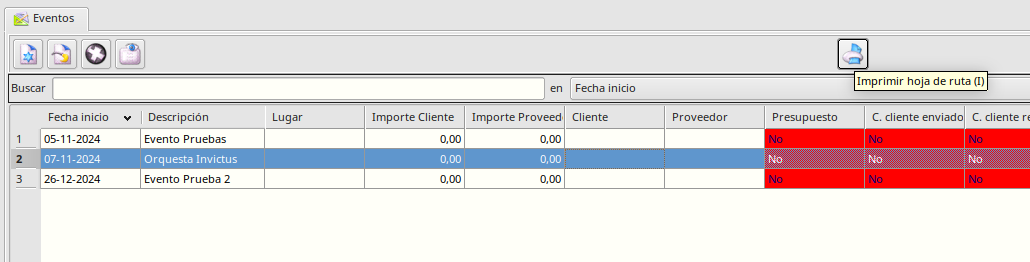 Eventos
Imprimir hoja de ruta (I)
Buscar en Fecha inicio
Fecha inicio Descripción Lugar Importe Cliente Importe Proveed Cliente Proveedor Presupuesto C. cliente enviado C. cliente re
1 05-11-2024 Evento Pruebas 0,00 0,00 No No No
2 07-11-2024 Orquesta Invictus 0,00 0,00 No No No
3 26-12-2024 Evento Prueba 2 0,00 0,00 No No No